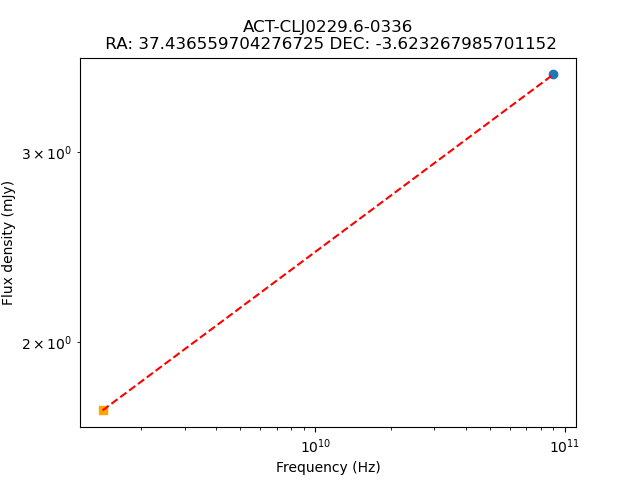 ACT-CLJ0229.6-0336
RA: 37.436559704276725 DEC: -3.623267985701152
3 × 10⁰
2 × 10⁰
Flux density (mJy)
10¹⁰
10¹¹
Frequency (Hz)